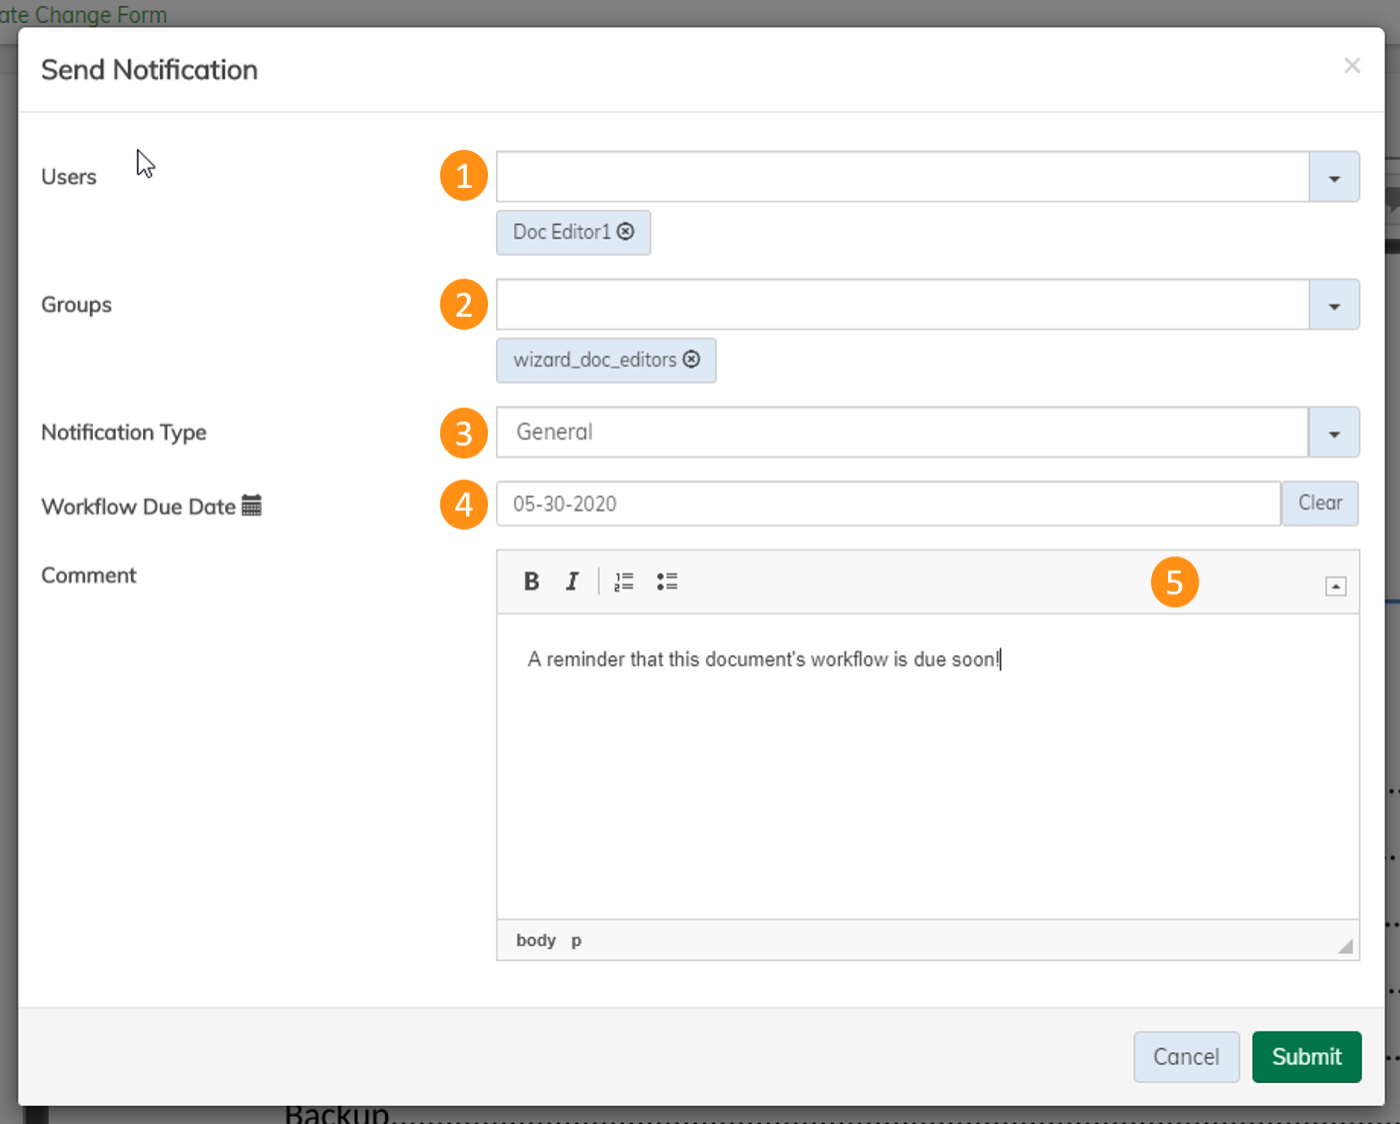 ate Change Form
Send Notification
Users
1
Doc Editor1
Groups
2
wizard_doc_editors
Notification Type
3
General
Workflow Due Date
4
05-30-2020
Clear
Comment
B I
5
A reminder that this document's workflow is due soon!
body p
Cancel
Submit
Backup